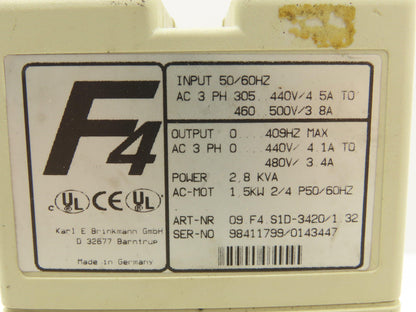 F4
c UL CE UL
Karl E Brinkmann GmbH
D 32677 Barntrup
Made in Germany
INPUT 50/60HZ
AC 3 PH 305. 440V/4 5A TO
460. 500V/3 8A
OUTPUT 0... 409HZ MAX
AC 3 PH 0... 440V/ 4.1A TO
480V/ 3.4A
POWER 2,8 KVA
AC-MOT 1.5KW 2/4 P50/60HZ
ART-NR 09.F4 S1D-3420/1.32
SER-NO 98411799/0143447